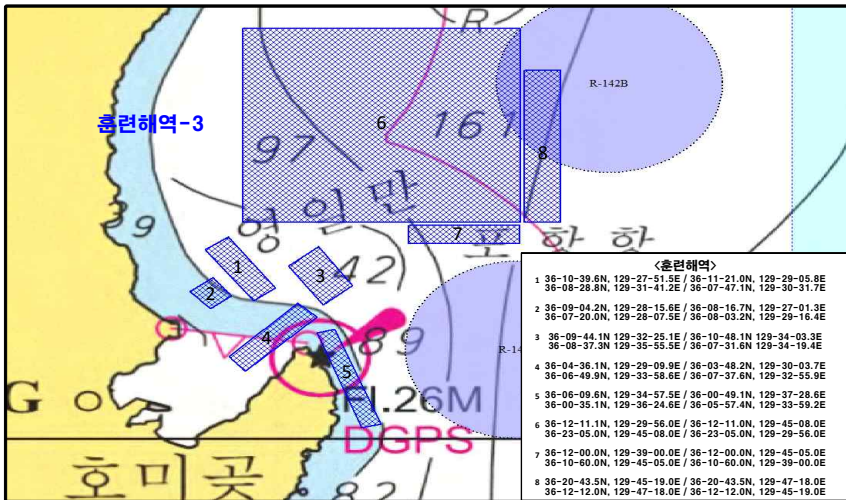 R
R-142B
훈련해역-3
6
161
97
8
영 일 만
9
7
포 항 항
1
3
42
2
4
89
5
G
Fl.26M
DGPS
호미곶
82
<훈련해역>
1 36-10-39.6N, 129-27-51.5E / 36-11-21.0N, 129-29-05.8E
36-08-28.8N, 129-31-41.2E / 36-07-47.1N, 129-30-31.7E
2 36-09-04.2N, 129-28-15.6E / 36-08-16.7N, 129-27-01.3E
36-07-20.0N, 129-28-07.5E / 36-08-03.2N, 129-29-16.4E
3 36-09-44.1N 129-32-25.1E / 36-10-48.1N 129-34-03.3E
36-08-37.3N 129-35-55.5E / 36-07-31.6N 129-34-19.4E
4 36-04-36.1N, 129-29-09.9E / 36-03-48.2N, 129-30-03.7E
36-06-49.9N, 129-33-58.6E / 36-07-37.6N, 129-32-55.9E
5 36-06-09.6N, 129-34-57.5E / 36-00-49.1N, 129-37-28.6E
36-00-35.1N, 129-36-24.6E / 36-05-57.4N, 129-33-59.2E
6 36-12-11.1N, 129-29-56.0E / 36-12-11.0N, 129-45-08.0E
36-23-05.0N, 129-45-08.0E / 36-23-05.0N, 129-29-56.0E
7 36-12-00.0N, 129-39-00.0E / 36-12-00.0N, 129-45-05.0E
36-10-60.0N, 129-45-05.0E / 36-10-60.0N, 129-39-00.0E
8 36-20-43.5N, 129-45-19.0E / 36-20-43.5N, 129-47-18.0E
36-12-12.0N, 129-47-18.0E / 36-12-12.0N, 129-45-19.0E